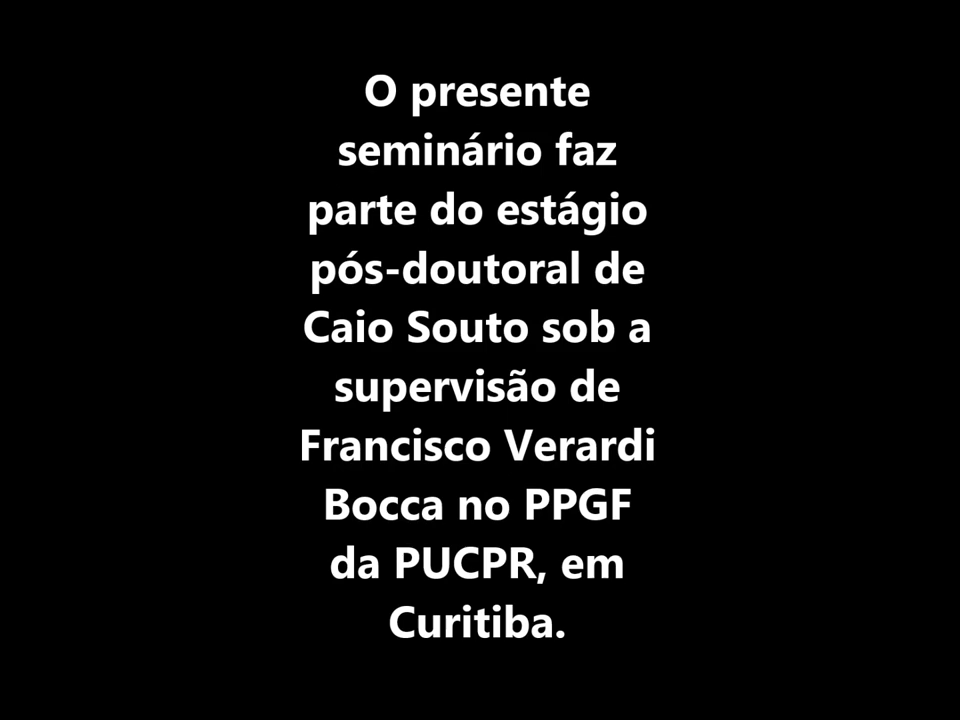 O presente
seminário faz
parte do estágio
pós-doutoral de
Caio Souto sob a
supervisão de
Francisco Verardi
Bocca no PPGF
da PUCPR, em
Curitiba.